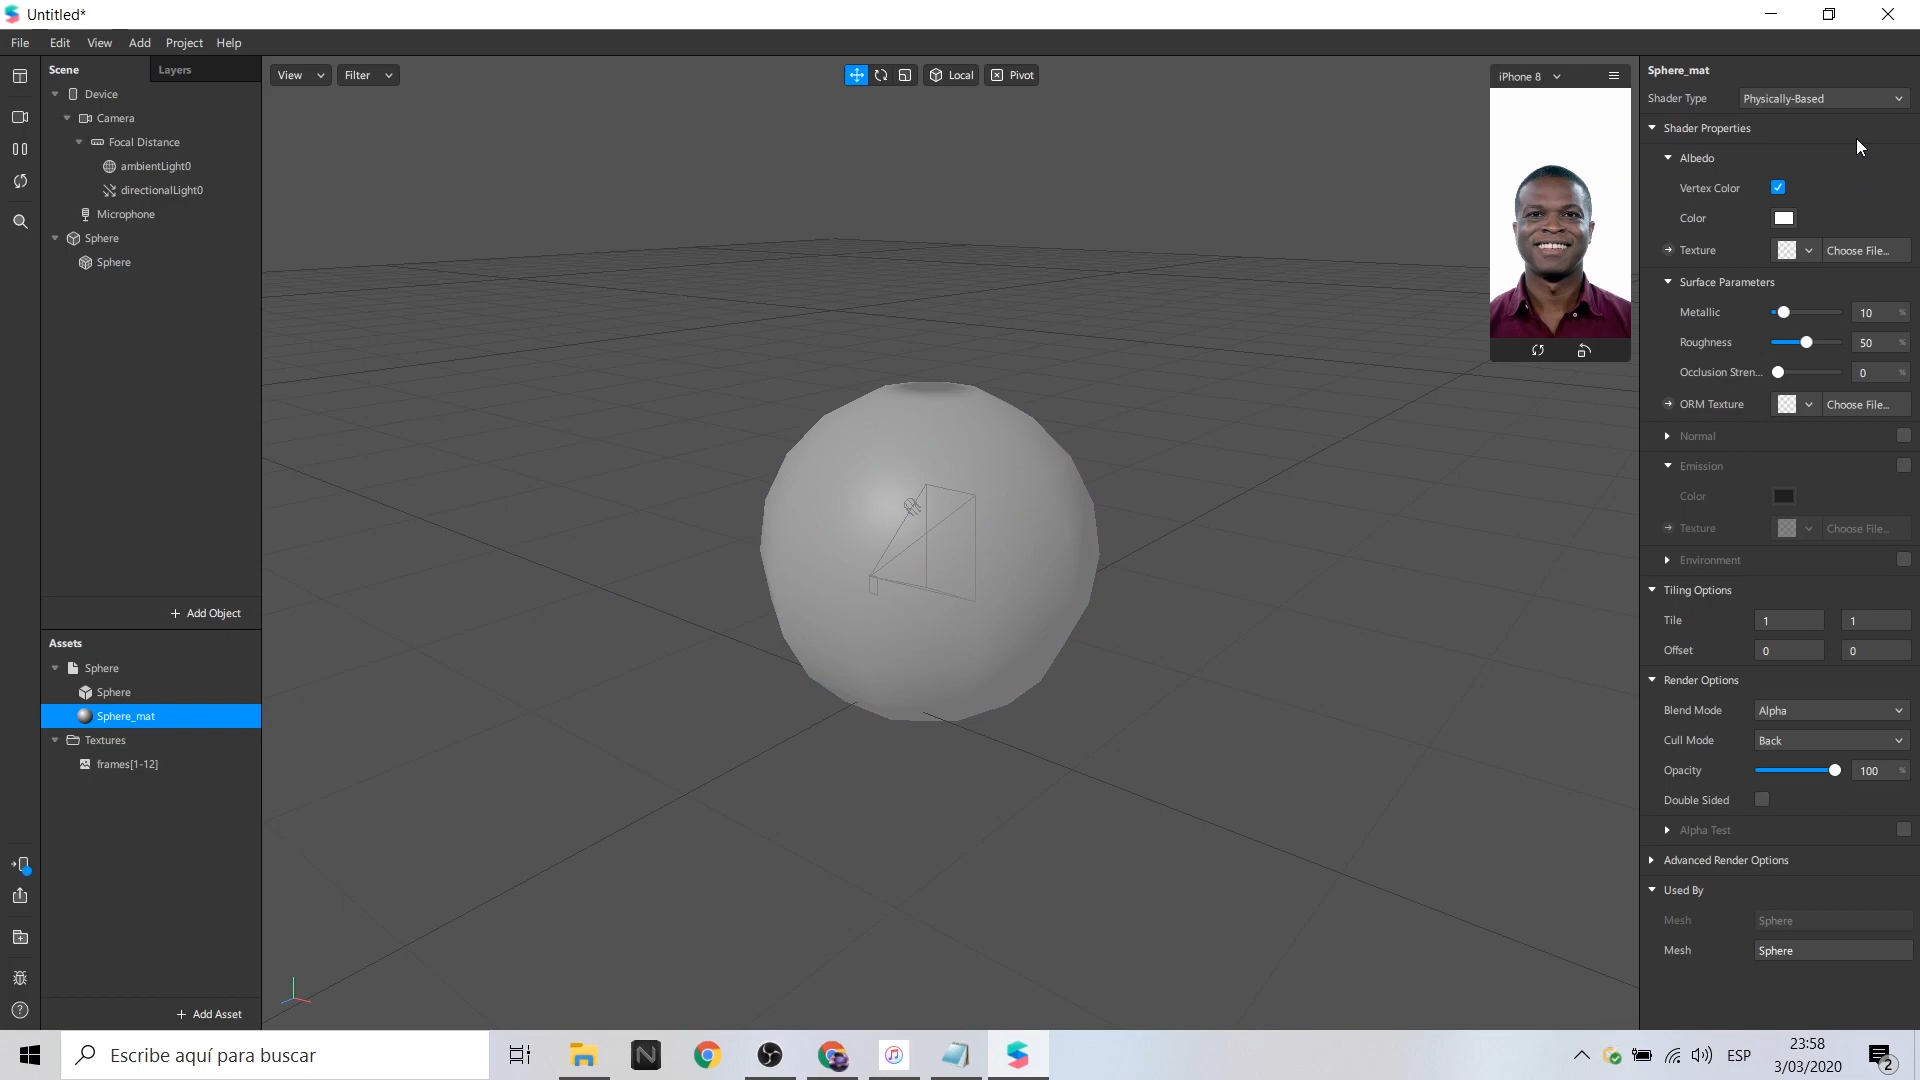 Untitled*
File Edit View Add Project Help
Scene Layers
Device
Camera
Focal Distance
ambientLight0
directionalLight0
Microphone
Sphere
Sphere
+ Add Object
Assets
Sphere
Sphere
Sphere_mat
Textures
frames[1-12]
+ Add Asset
View Filter
Local Pivot
iPhone 8
Sphere_mat
Shader Type Physically-Based
Shader Properties
Albedo
Vertex Color
Color
Texture Choose File...
Surface Parameters
Metallic 10 %
Roughness 50 %
Occlusion Stren... 0 %
ORM Texture Choose File...
Normal
Emission
Color
Texture Choose File...
Environment
Tiling Options
Tile 1 1
Offset 0 0
Render Options
Blend Mode Alpha
Cull Mode Back
Opacity 100 %
Double Sided
Alpha Test
Advanced Render Options
Used By
Mesh Sphere
Mesh Sphere
Escribe aquí para buscar
ESP
23:58
3/03/2020
2